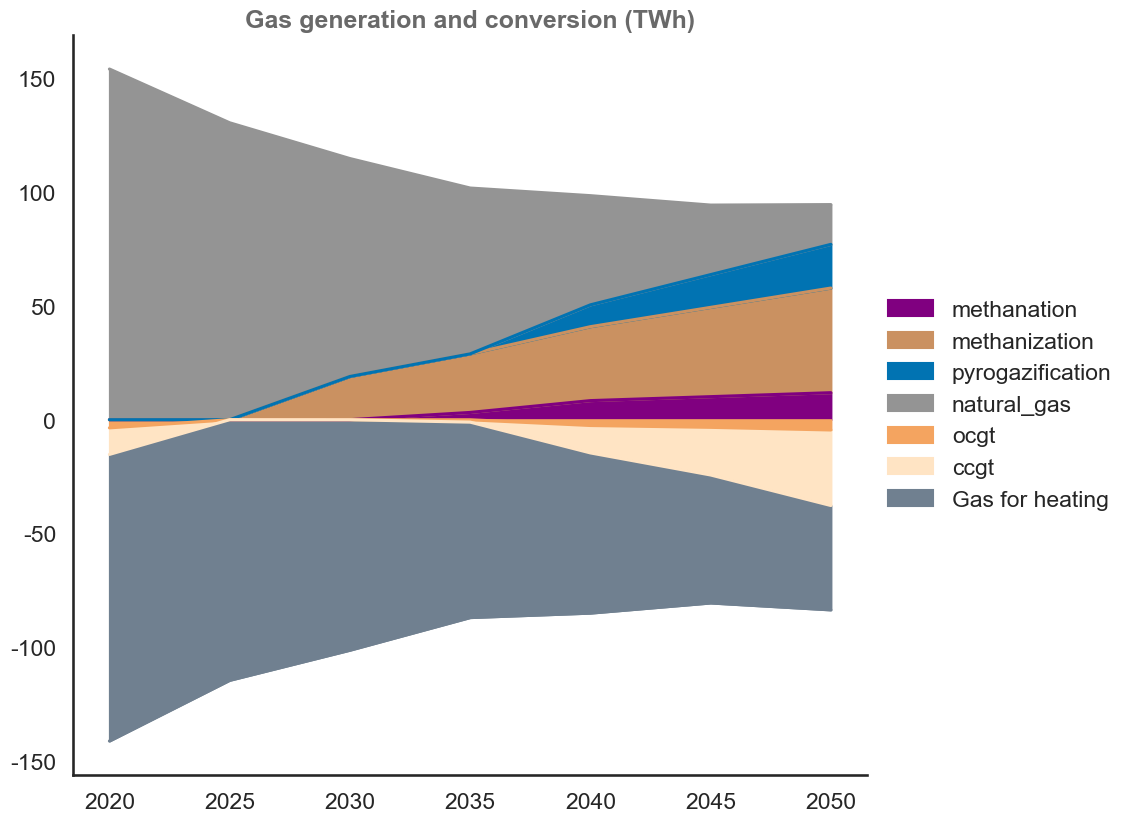 Gas generation and conversion (TWh)
150
100
50
0
-50
-100
-150
2020 2025 2030 2035 2040 2045 2050
methanation
methanization
pyrogazification
natural_gas
ocgt
ccgt
Gas for heating